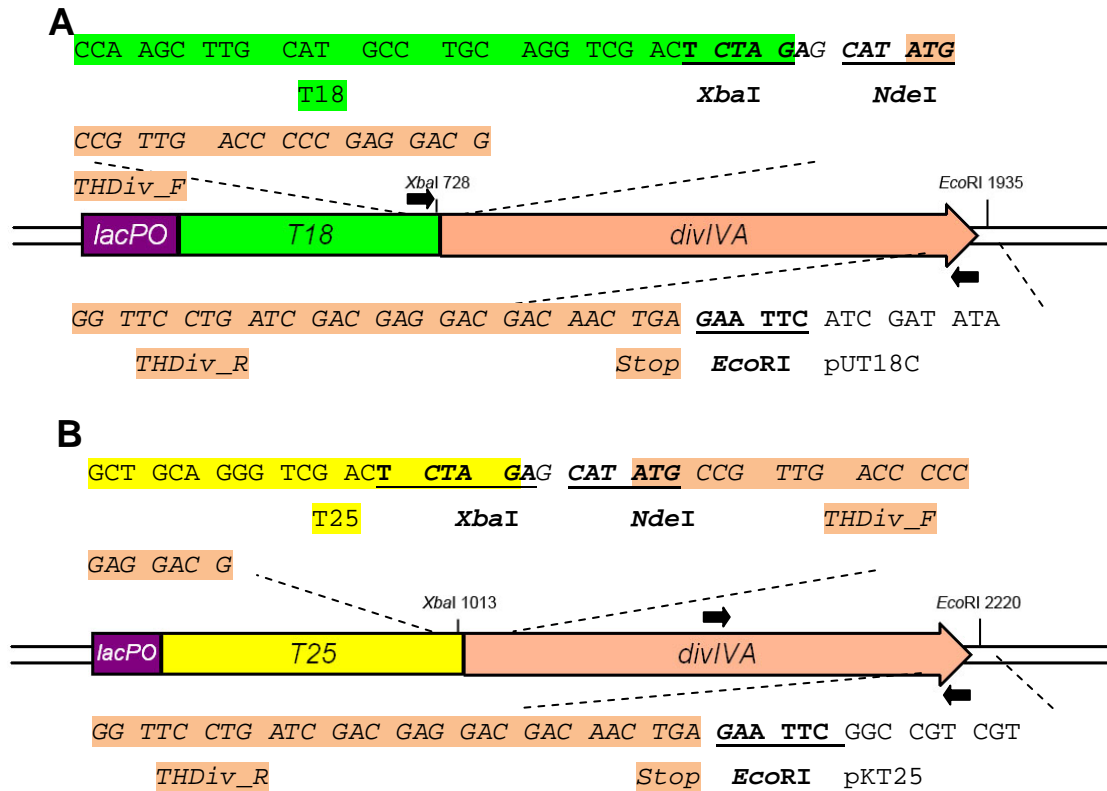 A
CCA AGC TTG CAT GCC TGC AGG TCG ACT CTA GAG CAT ATG
T18 XbaI NdeI
CCG TTG ACC CCC GAG GAC G
THDiv_F
XbaI 728 EcoRI 1935
lacPO T18 divIVA
GG TTC CTG ATC GAC GAG GAC GAC AAC TGA GAA TTC ATC GAT ATA
THDiv_R Stop EcoRI pUT18C
B
GCT GCA GGG TCG ACT CTA GAG CAT ATG CCG TTG ACC CCC
T25 XbaI NdeI THDiv_F
GAG GAC G
XbaI 1013 EcoRI 2220
lacPO T25 divIVA
GG TTC CTG ATC GAC GAG GAC GAC AAC TGA GAA TTC GGC CGT CGT
THDiv_R Stop EcoRI pKT25